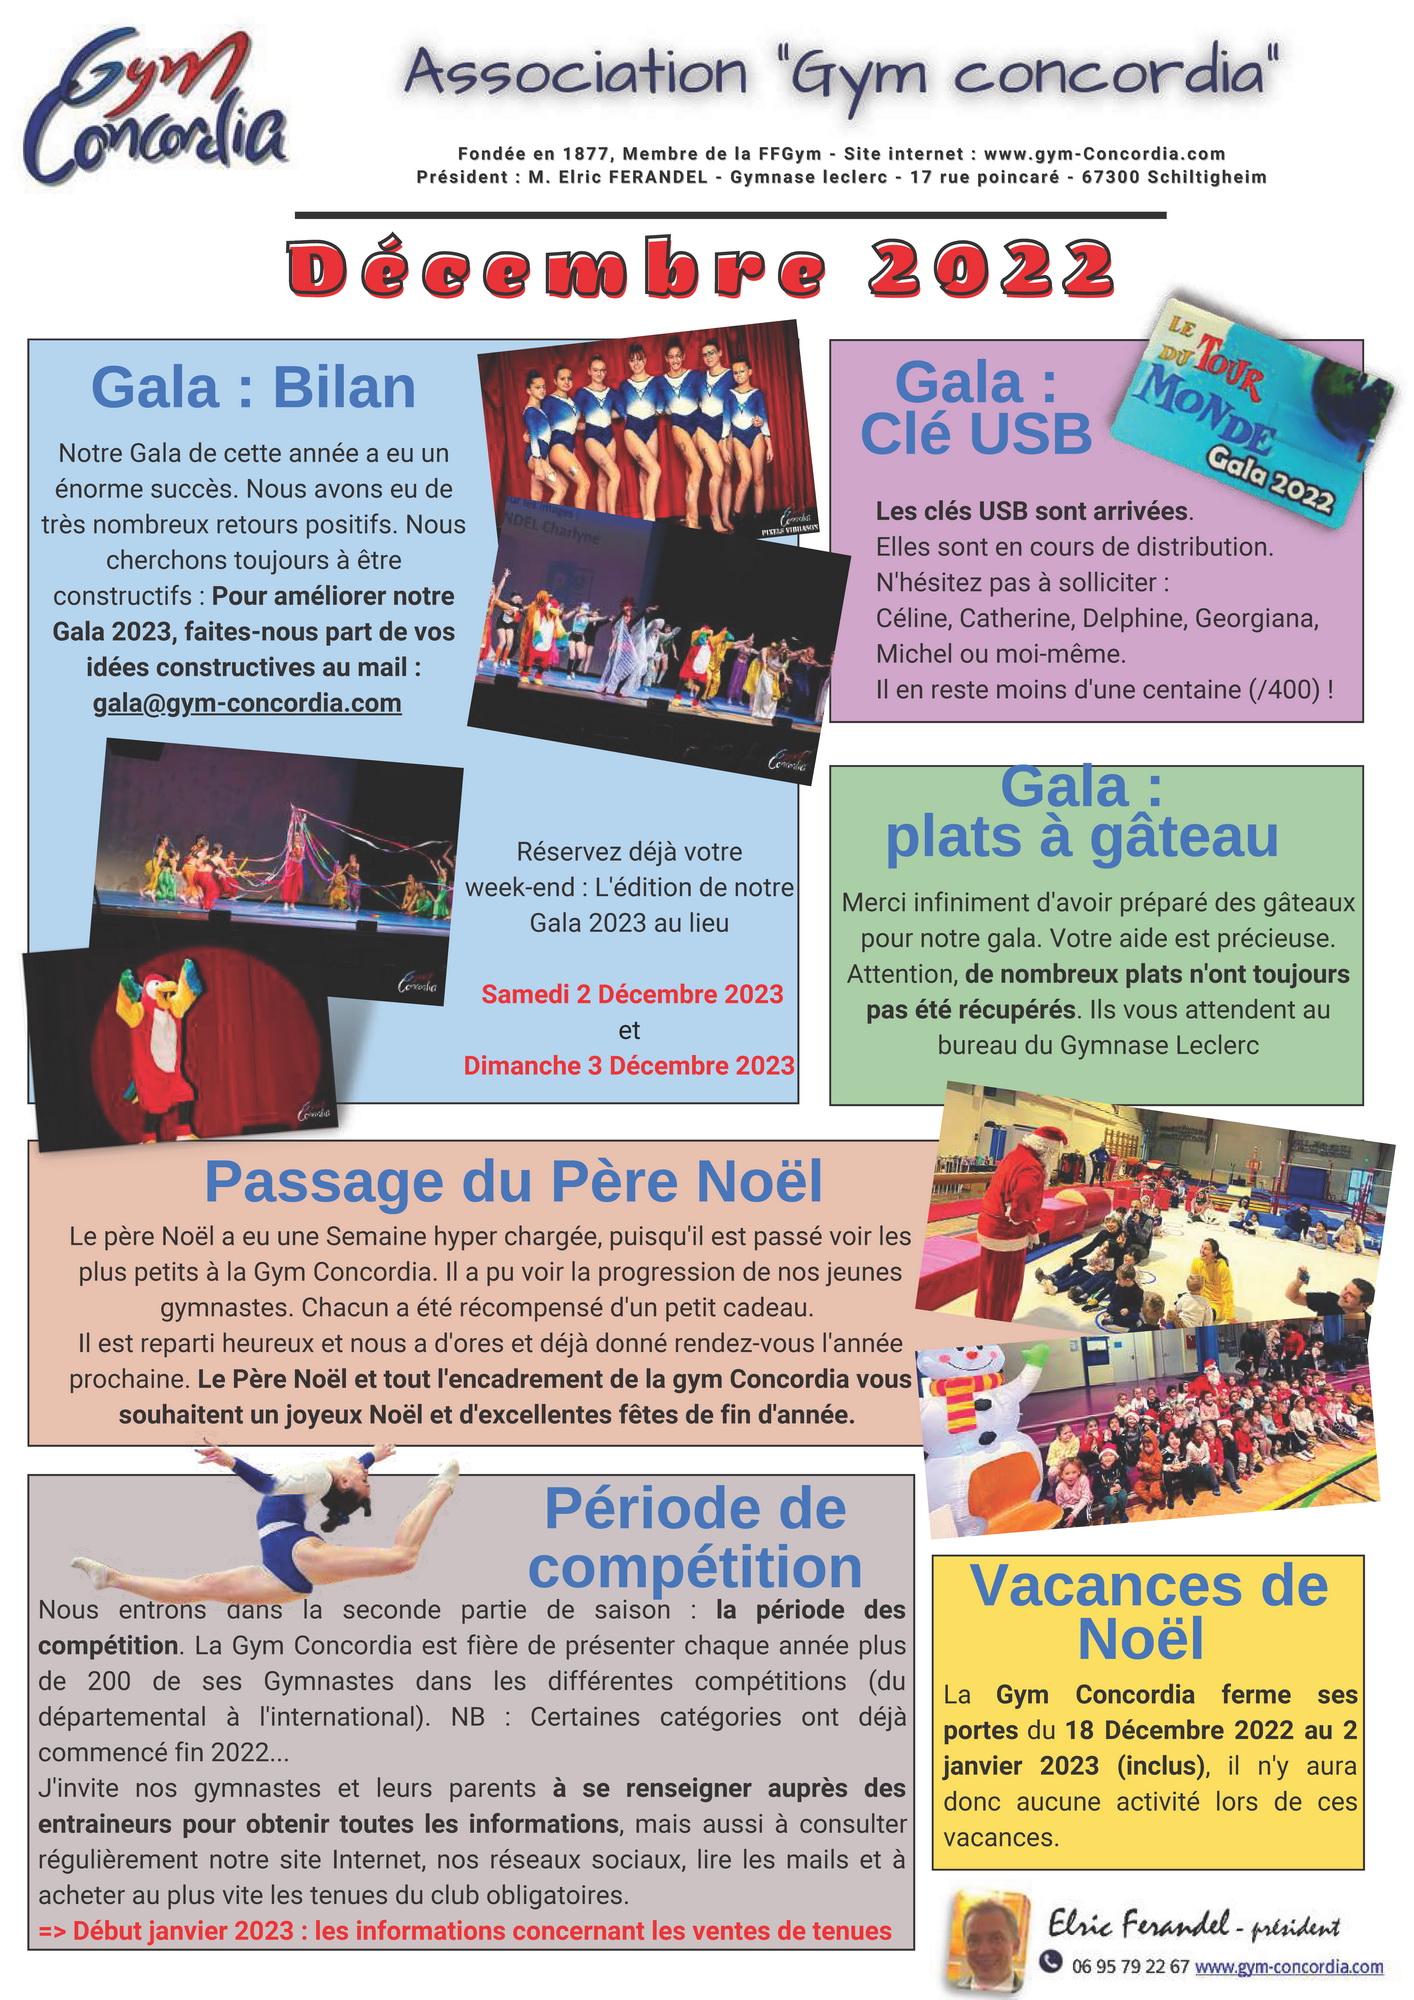 Gym
Concordia
Association "Gym concordia"
Fondée en 1877, Membre de la FFGym - Site internet : www.gym-Concordia.com
Président : M. Elric FERANDEL - Gymnase leclerc - 17 rue poincaré - 67300 Schiltigheim
Décembre 2022
Gala : Bilan
Notre Gala de cette année a eu un
énorme succès. Nous avons eu de
très nombreux retours positifs. Nous
cherchons toujours à être
constructifs : Pour améliorer notre
Gala 2023, faites-nous part de vos
idées constructives au mail :
gala@gym-concordia.com
Réservez déjà votre
week-end : L'édition de notre
Gala 2023 au lieu
Samedi 2 Décembre 2023
et
Dimanche 3 Décembre 2023
Gala :
Clé USB
LE TOUR
DU
MONDE
Gala 2022
Les clés USB sont arrivées.
Elles sont en cours de distribution.
N'hésitez pas à solliciter :
Céline, Catherine, Delphine, Georgiana,
Michel ou moi-même.
Il en reste moins d'une centaine (/400) !
Gala :
plats à gâteau
Merci infiniment d'avoir préparé des gâteaux
pour notre gala. Votre aide est précieuse.
Attention, de nombreux plats n'ont toujours
pas été récupérés. Ils vous attendent au
bureau du Gymnase Leclerc
Passage du Père Noël
Le père Noël a eu une Semaine hyper chargée, puisqu'il est passé voir les
plus petits à la Gym Concordia. Il a pu voir la progression de nos jeunes
gymnastes. Chacun a été récompensé d'un petit cadeau.
Il est reparti heureux et nous a d'ores et déjà donné rendez-vous l'année
prochaine. Le Père Noël et tout l'encadrement de la gym Concordia vous
souhaitent un joyeux Noël et d'excellentes fêtes de fin d'année.
Période de
compétition
Nous entrons dans la seconde partie de saison : la période des
compétition. La Gym Concordia est fière de présenter chaque année plus
de 200 de ses Gymnastes dans les différentes compétitions (du
départemental à l'international). NB : Certaines catégories ont déjà
commencé fin 2022...
J'invite nos gymnastes et leurs parents à se renseigner auprès des
entraineurs pour obtenir toutes les informations, mais aussi à consulter
régulièrement notre site Internet, nos réseaux sociaux, lire les mails et à
acheter au plus vite les tenues du club obligatoires.
=> Début janvier 2023 : les informations concernant les ventes de tenues
Vacances de
Noël
La Gym Concordia ferme ses
portes du 18 Décembre 2022 au 2
janvier 2023 (inclus), il n'y aura
donc aucune activité lors de ces
vacances.
Elric Ferandel - président
06 95 79 22 67 www.gym-concordia.com